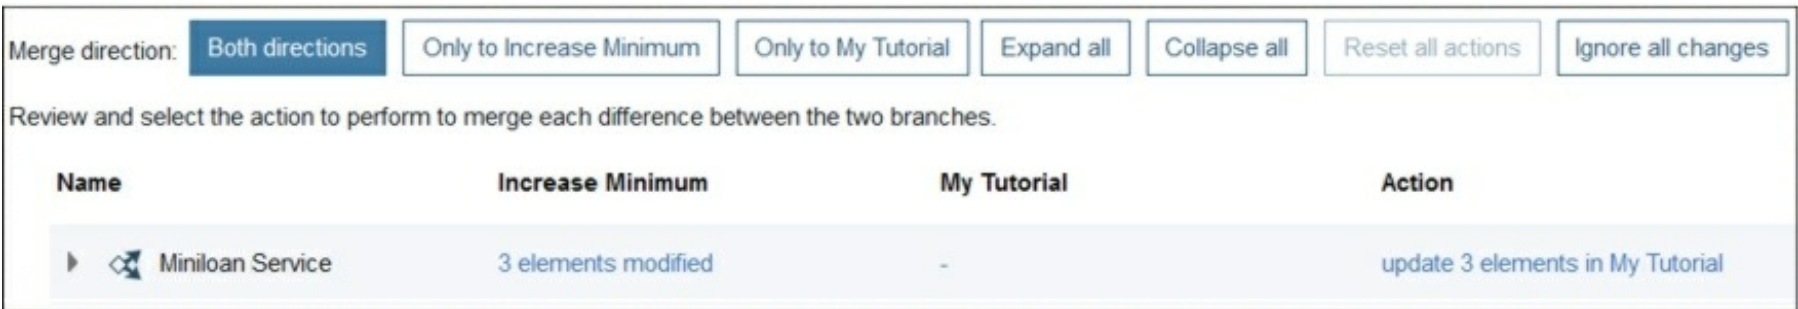 Merge direction: Both directions Only to Increase Minimum Only to My Tutorial Expand all Collapse all Reset all actions Ignore all changes
Review and select the action to perform to merge each difference between the two branches.
Name Increase Minimum My Tutorial Action
Miniloan Service 3 elements modified - update 3 elements in My Tutorial